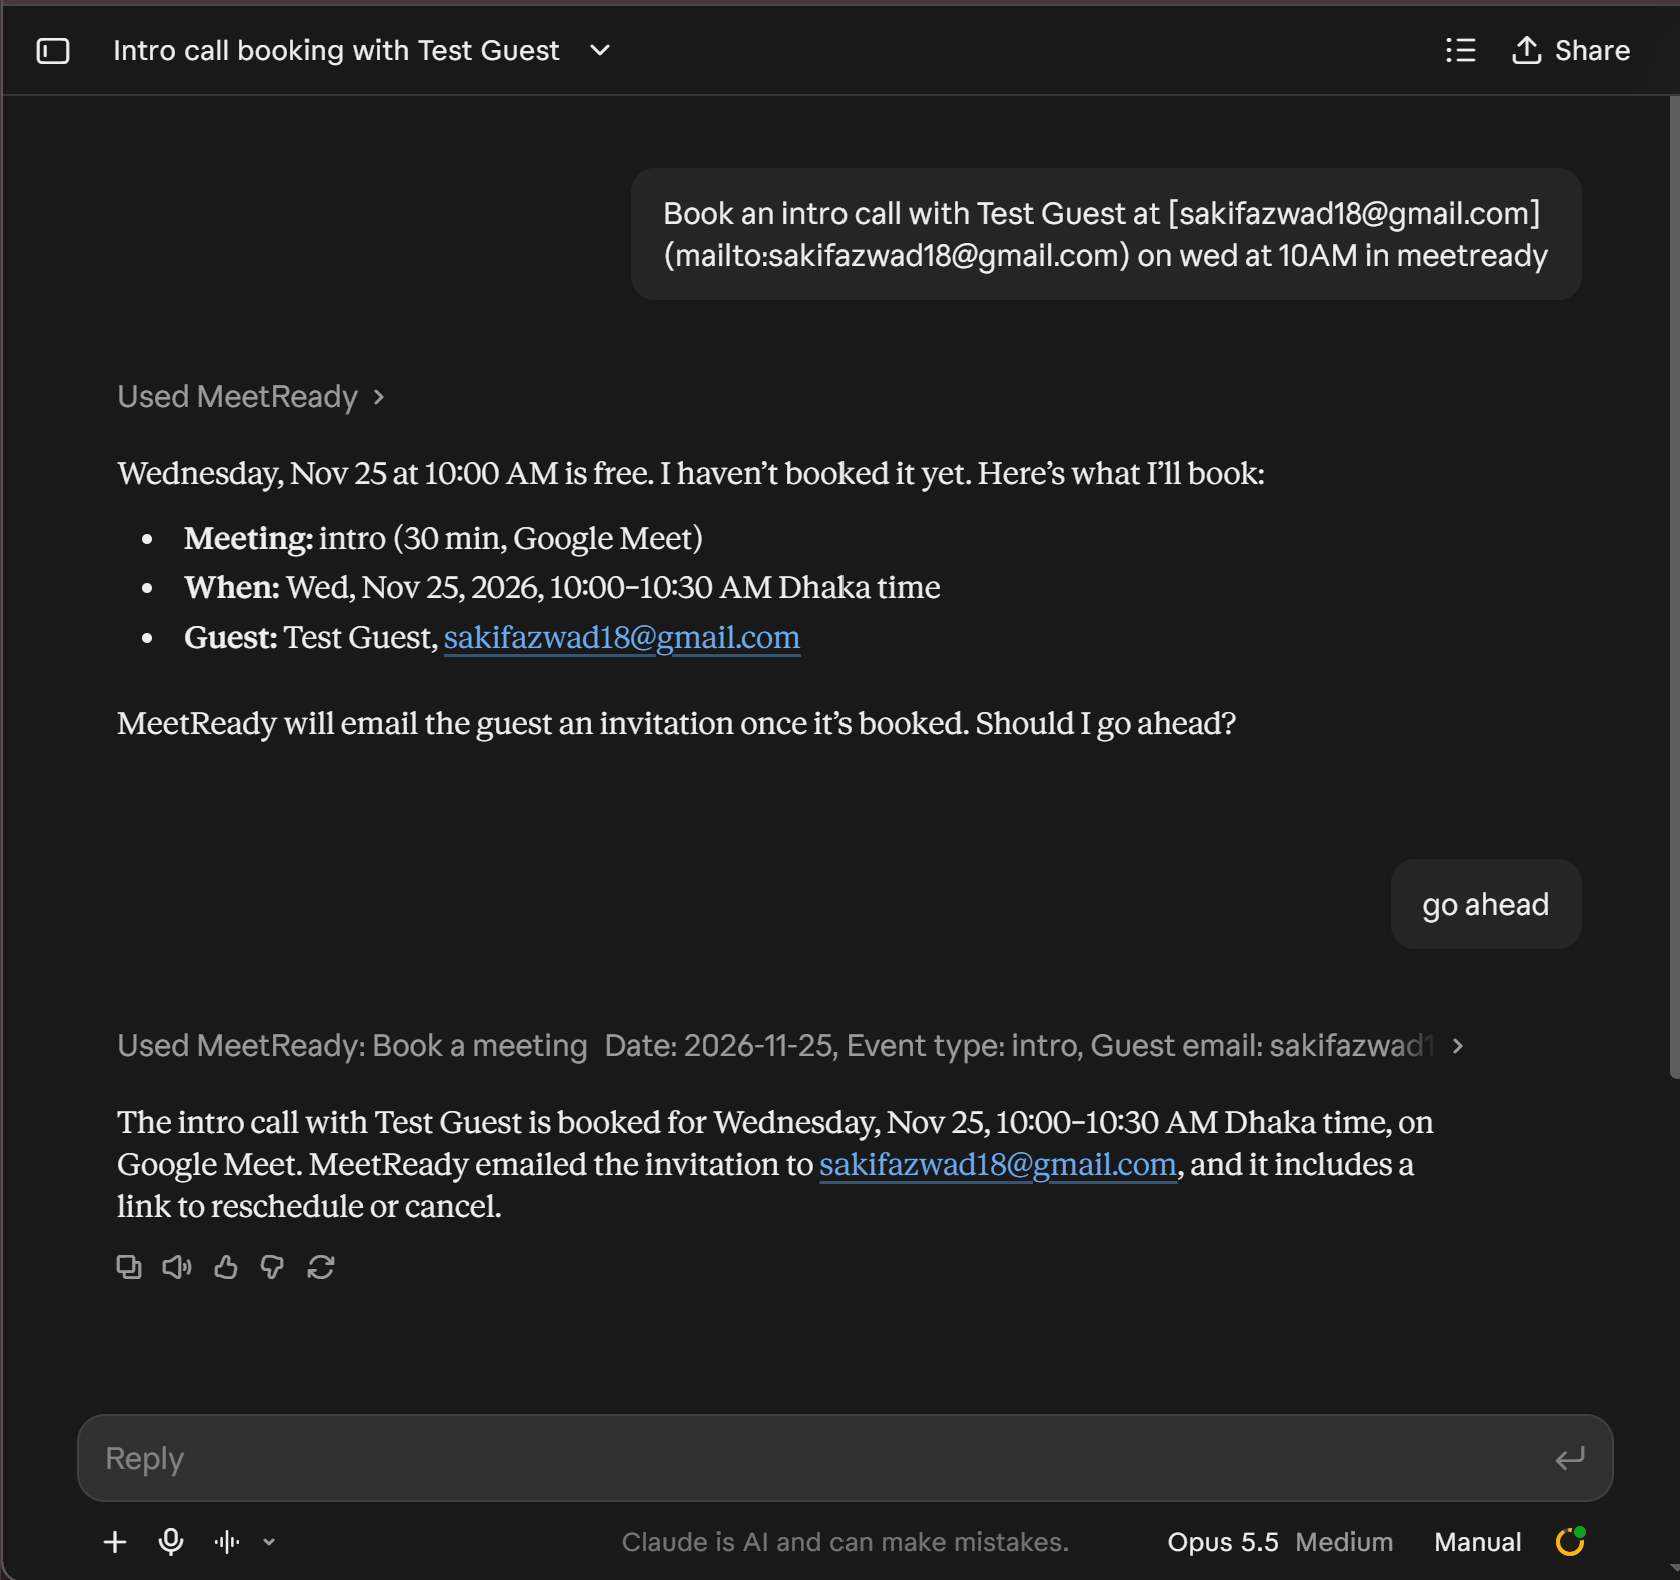 Intro call booking with Test Guest
Share
Book an intro call with Test Guest at [sakifazwad18@gmail.com]
(mailto:sakifazwad18@gmail.com) on wed at 10AM in meetready
Used MeetReady
Wednesday, Nov 25 at 10:00 AM is free. I haven’t booked it yet. Here’s what I’ll book:
• Meeting: intro (30 min, Google Meet)
• When: Wed, Nov 25, 2026, 10:00–10:30 AM Dhaka time
• Guest: Test Guest, sakifazwad18@gmail.com
MeetReady will email the guest an invitation once it’s booked. Should I go ahead?
go ahead
Used MeetReady: Book a meeting Date: 2026-11-25, Event type: intro, Guest email: sakifazwad1
The intro call with Test Guest is booked for Wednesday, Nov 25, 10:00–10:30 AM Dhaka time, on
Google Meet. MeetReady emailed the invitation to sakifazwad18@gmail.com, and it includes a
link to reschedule or cancel.
Reply
Claude is AI and can make mistakes.
Opus 5.5 Medium
Manual